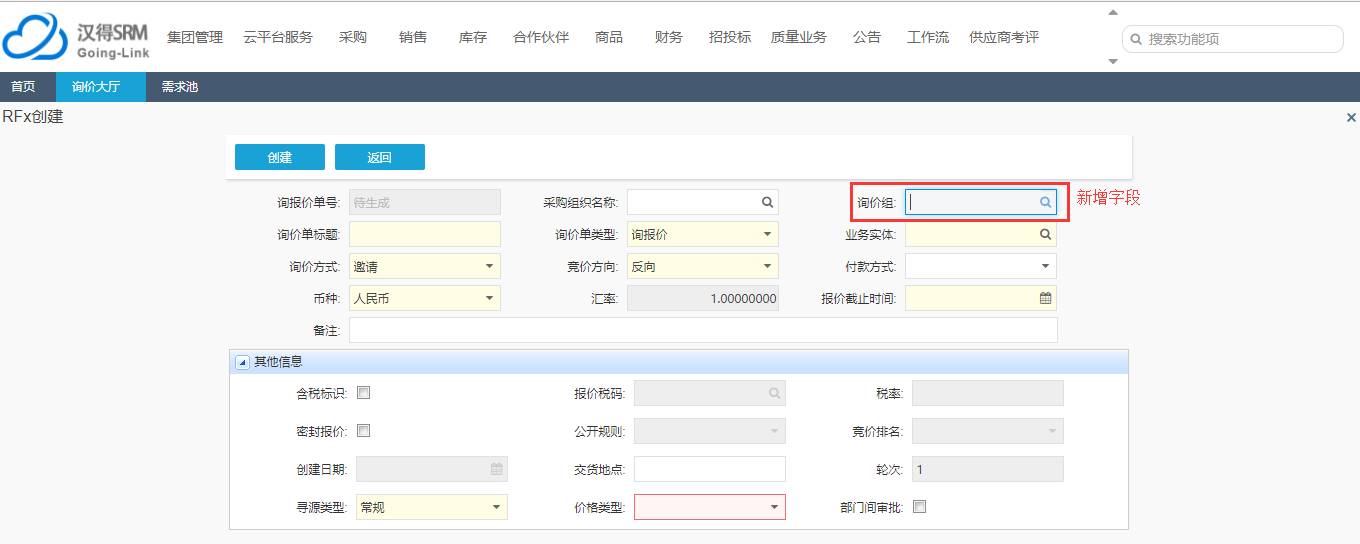 汉得SRM
Going-Link
集团管理 云平台服务 采购 销售 库存 合作伙伴 商品 财务 招投标 质量业务 公告 工作流 供应商考评
搜索功能项
首页 询价大厅 需求池
RFx创建
创建 返回
询报价单号: 待生成 采购组织名称: 询价组: 新增字段
询价单标题: 询价单类型: 询报价 业务实体:
询价方式: 邀请 竞价方向: 反向 付款方式:
币种: 人民币 汇率: 1.00000000 报价截止时间:
备注:
其他信息
含税标识: 报价税码: 税率:
密封报价: 公开规则: 竞价排名:
创建日期: 交货地点: 轮次: 1
寻源类型: 常规 价格类型: 部门间审批: